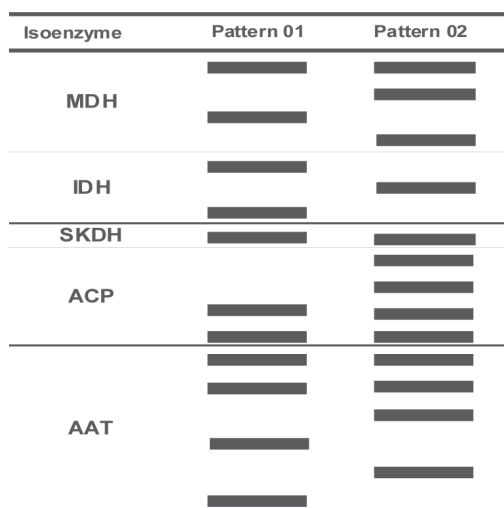 Isoenzyme Pattern 01 Pattern 02
MDH
IDH
SKDH
ACP
AAT